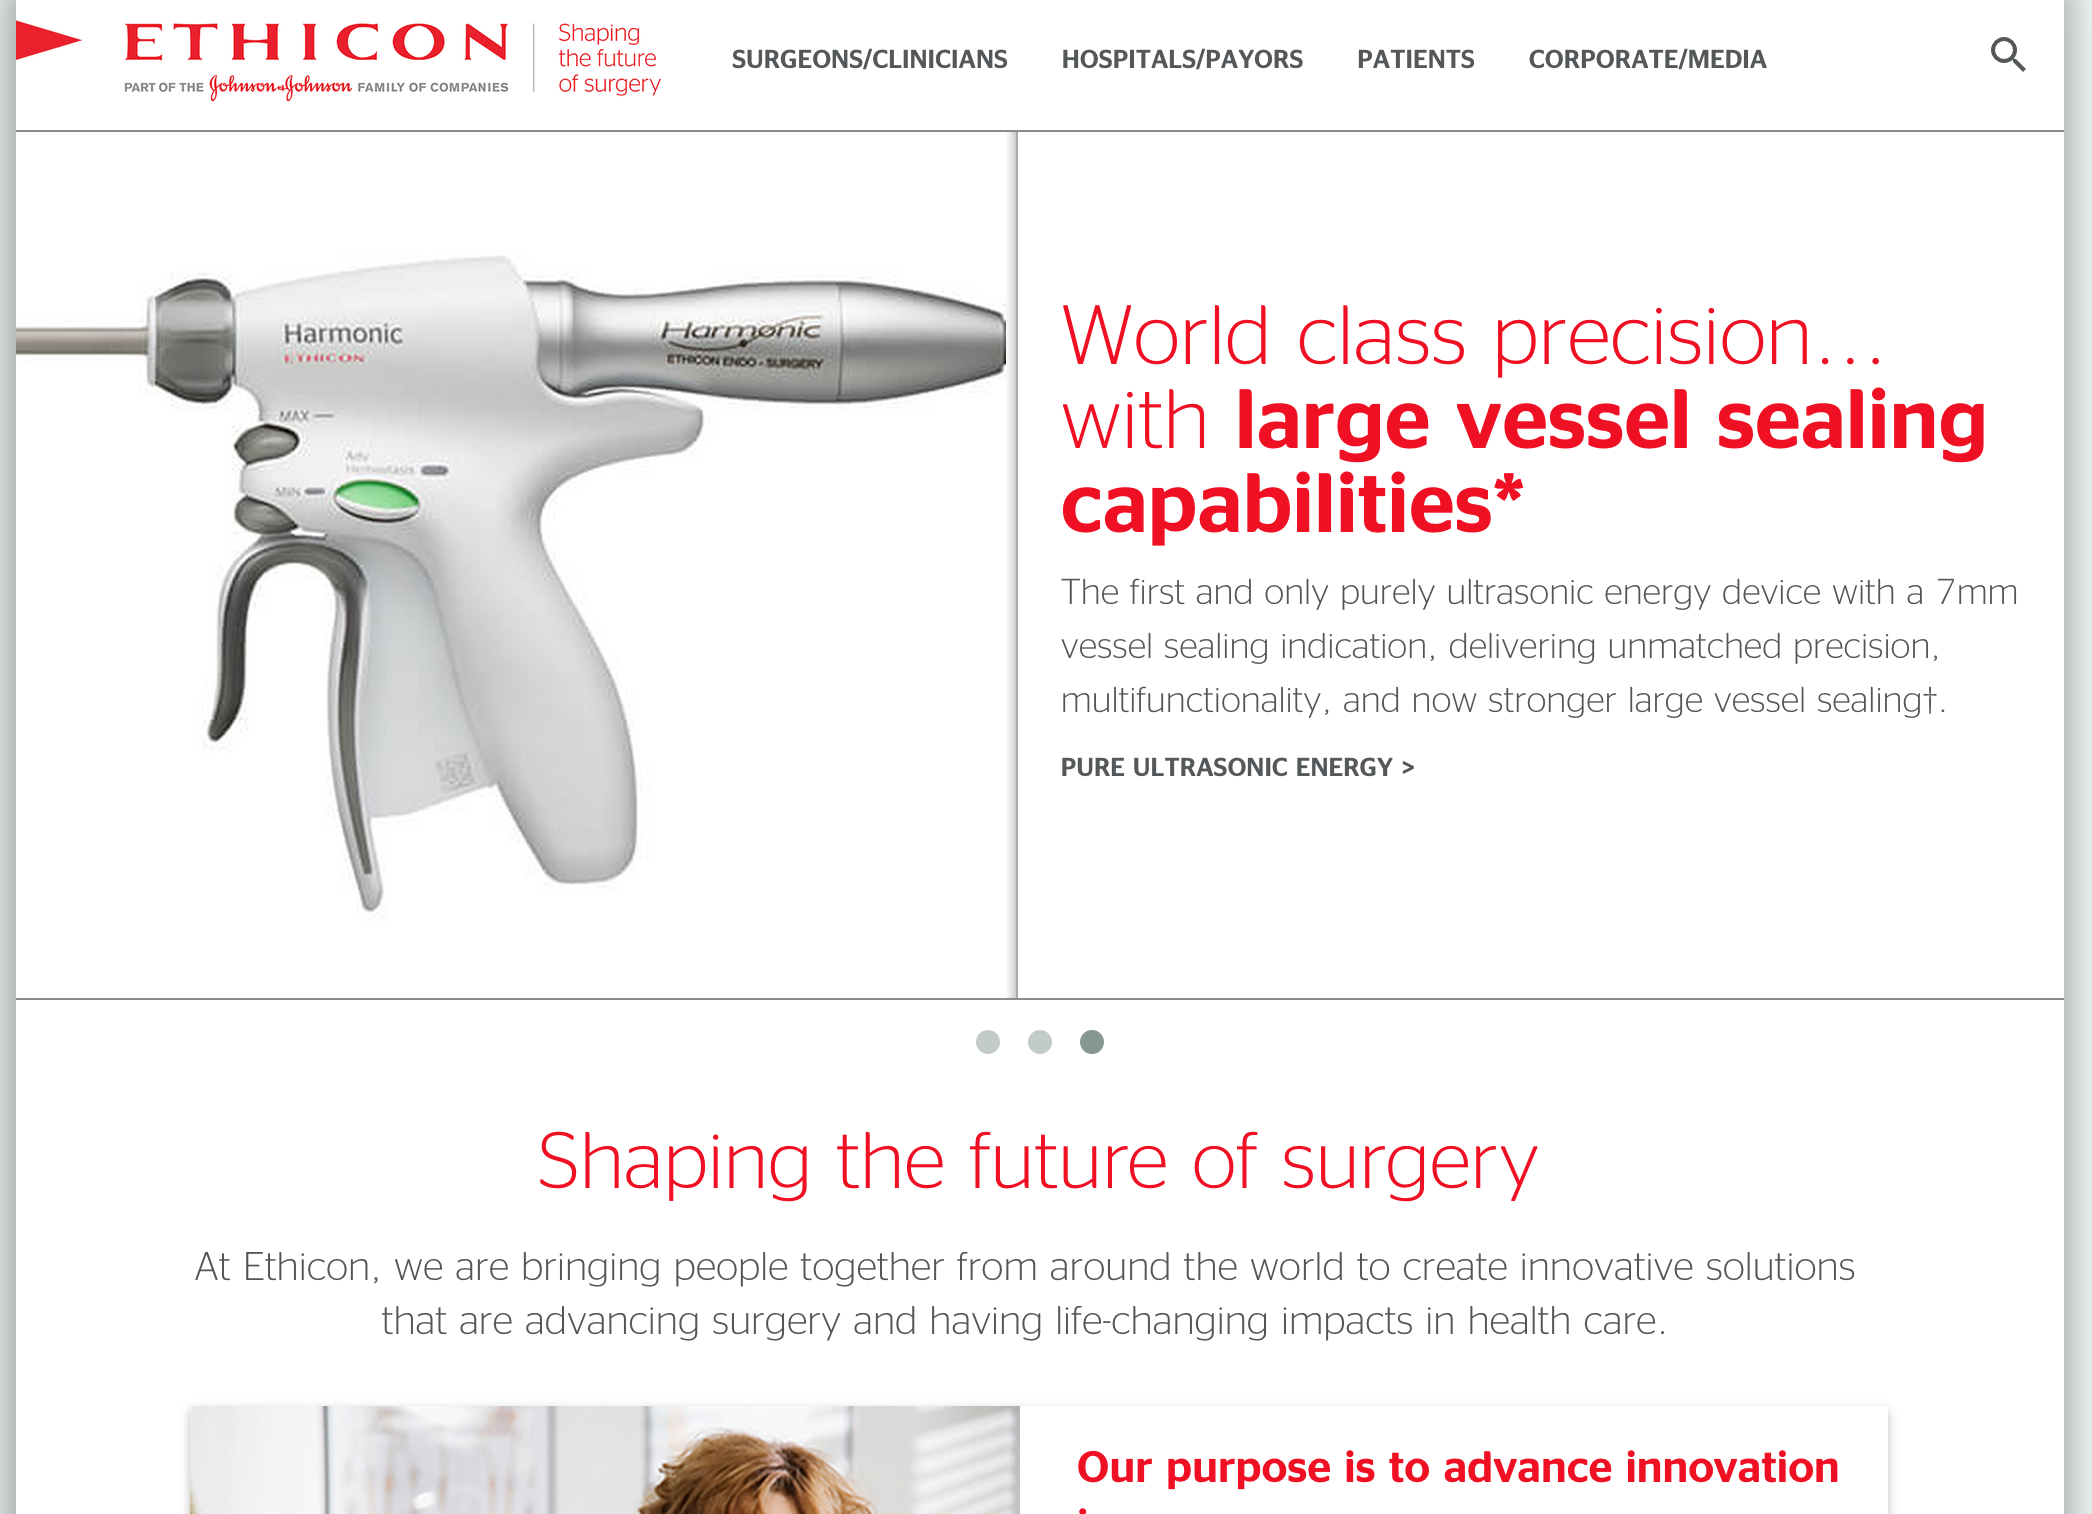 ETHICON
PART OF THE Johnson & Johnson FAMILY OF COMPANIES
Shaping
the future
of surgery
SURGEONS/CLINICIANS
HOSPITALS/PAYORS
PATIENTS
CORPORATE/MEDIA
Harmonic
ETHICON
Harmonic
ETHICON ENDO-SURGERY
MAX
Adv
Hemostasis
MIN
World class precision...
with large vessel sealing
capabilities*
The first and only purely ultrasonic energy device with a 7mm
vessel sealing indication, delivering unmatched precision,
multifunctionality, and now stronger large vessel sealing†.
PURE ULTRASONIC ENERGY >
Shaping the future of surgery
At Ethicon, we are bringing people together from around the world to create innovative solutions
that are advancing surgery and having life-changing impacts in health care.
Our purpose is to advance innovation